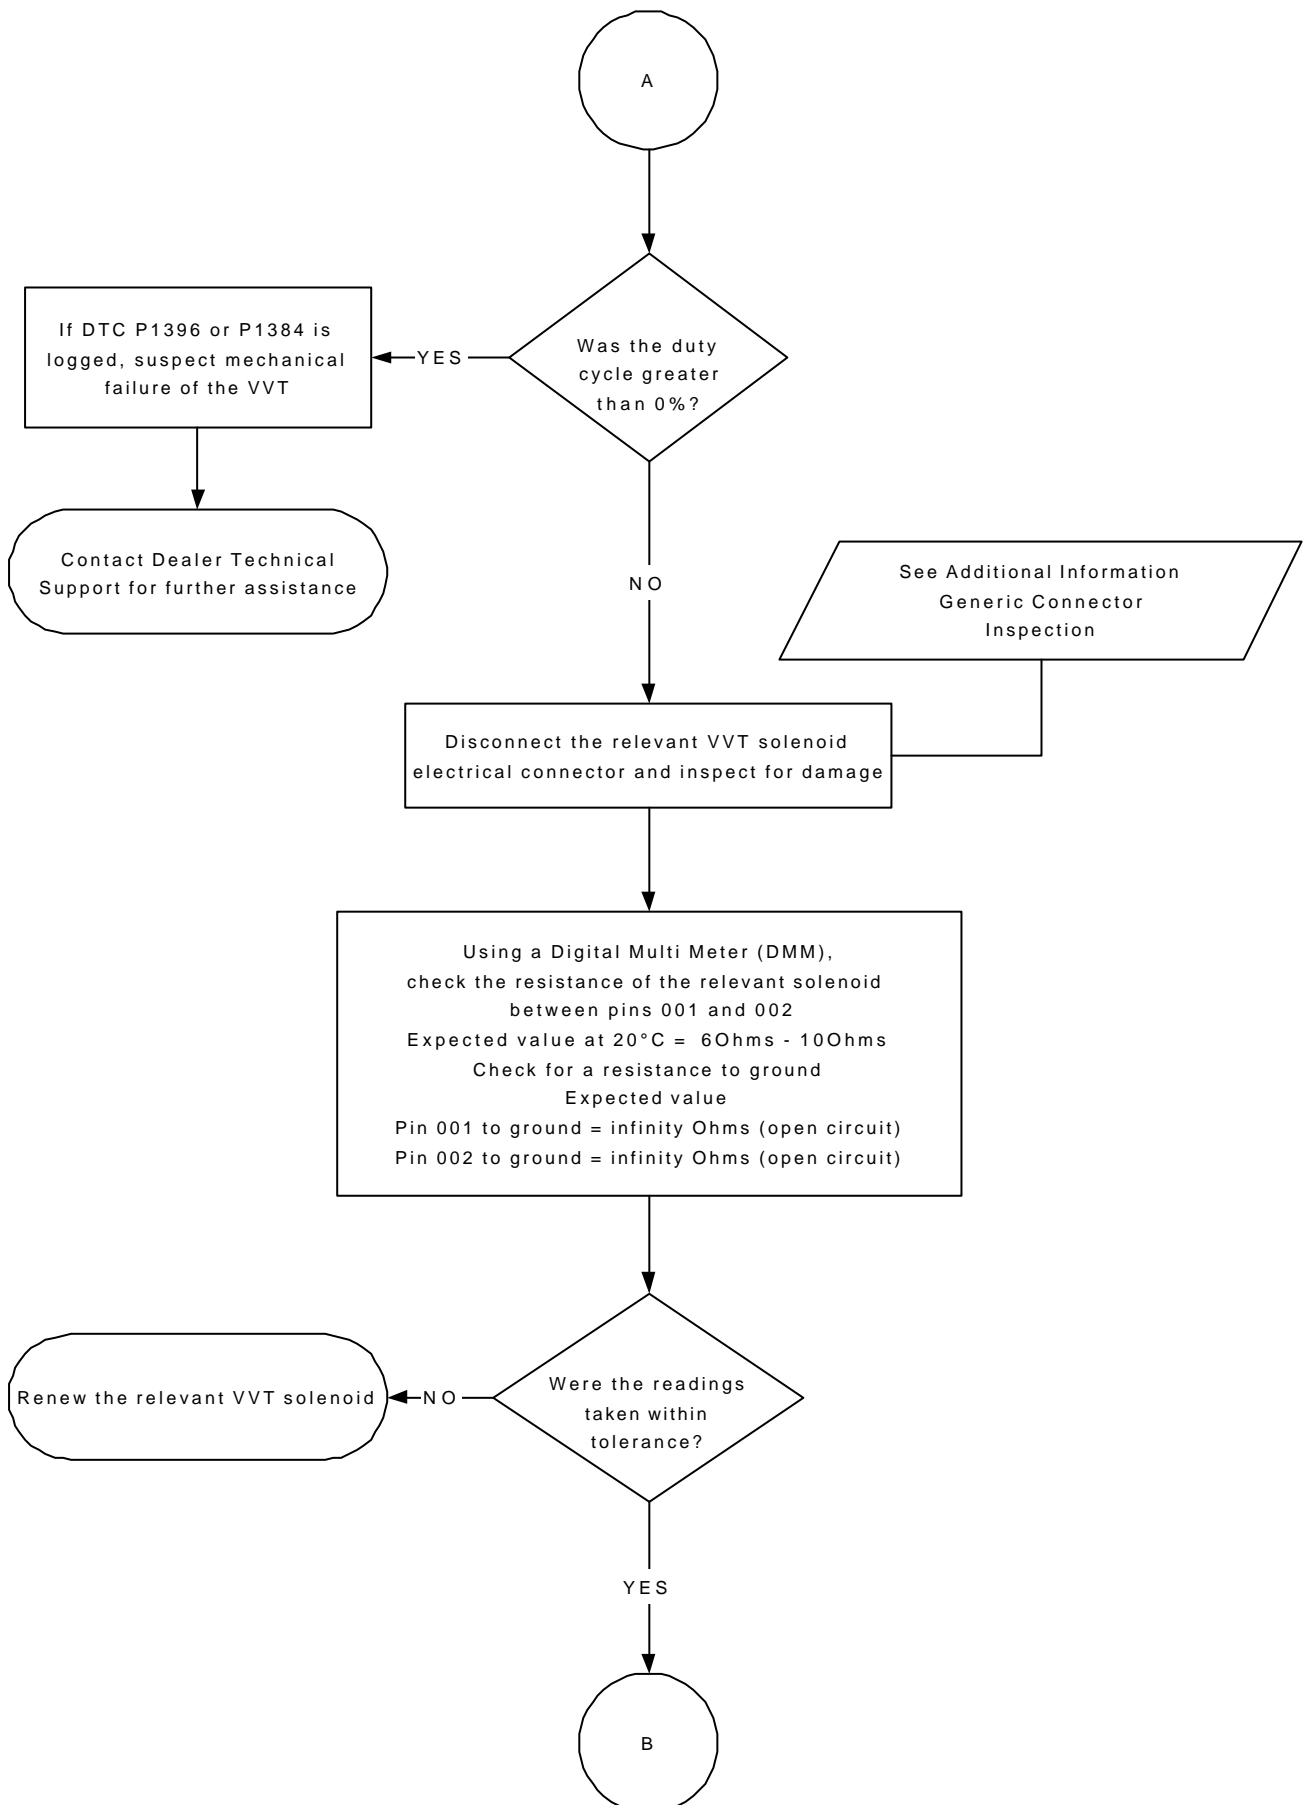 A
Was the duty
cycle greater
than 0%?
YES
If DTC P1396 or P1384 is
logged, suspect mechanical
failure of the VVT
Contact Dealer Technical
Support for further assistance
NO
See Additional Information
Generic Connector
Inspection
Disconnect the relevant VVT solenoid
electrical connector and inspect for damage
Using a Digital Multi Meter (DMM),
check the resistance of the relevant solenoid
between pins 001 and 002
Expected value at 20°C = 6Ohms - 10Ohms
Check for a resistance to ground
Expected value
Pin 001 to ground = infinity Ohms (open circuit)
Pin 002 to ground = infinity Ohms (open circuit)
Were the readings
taken within
tolerance?
NO
Renew the relevant VVT solenoid
YES
B